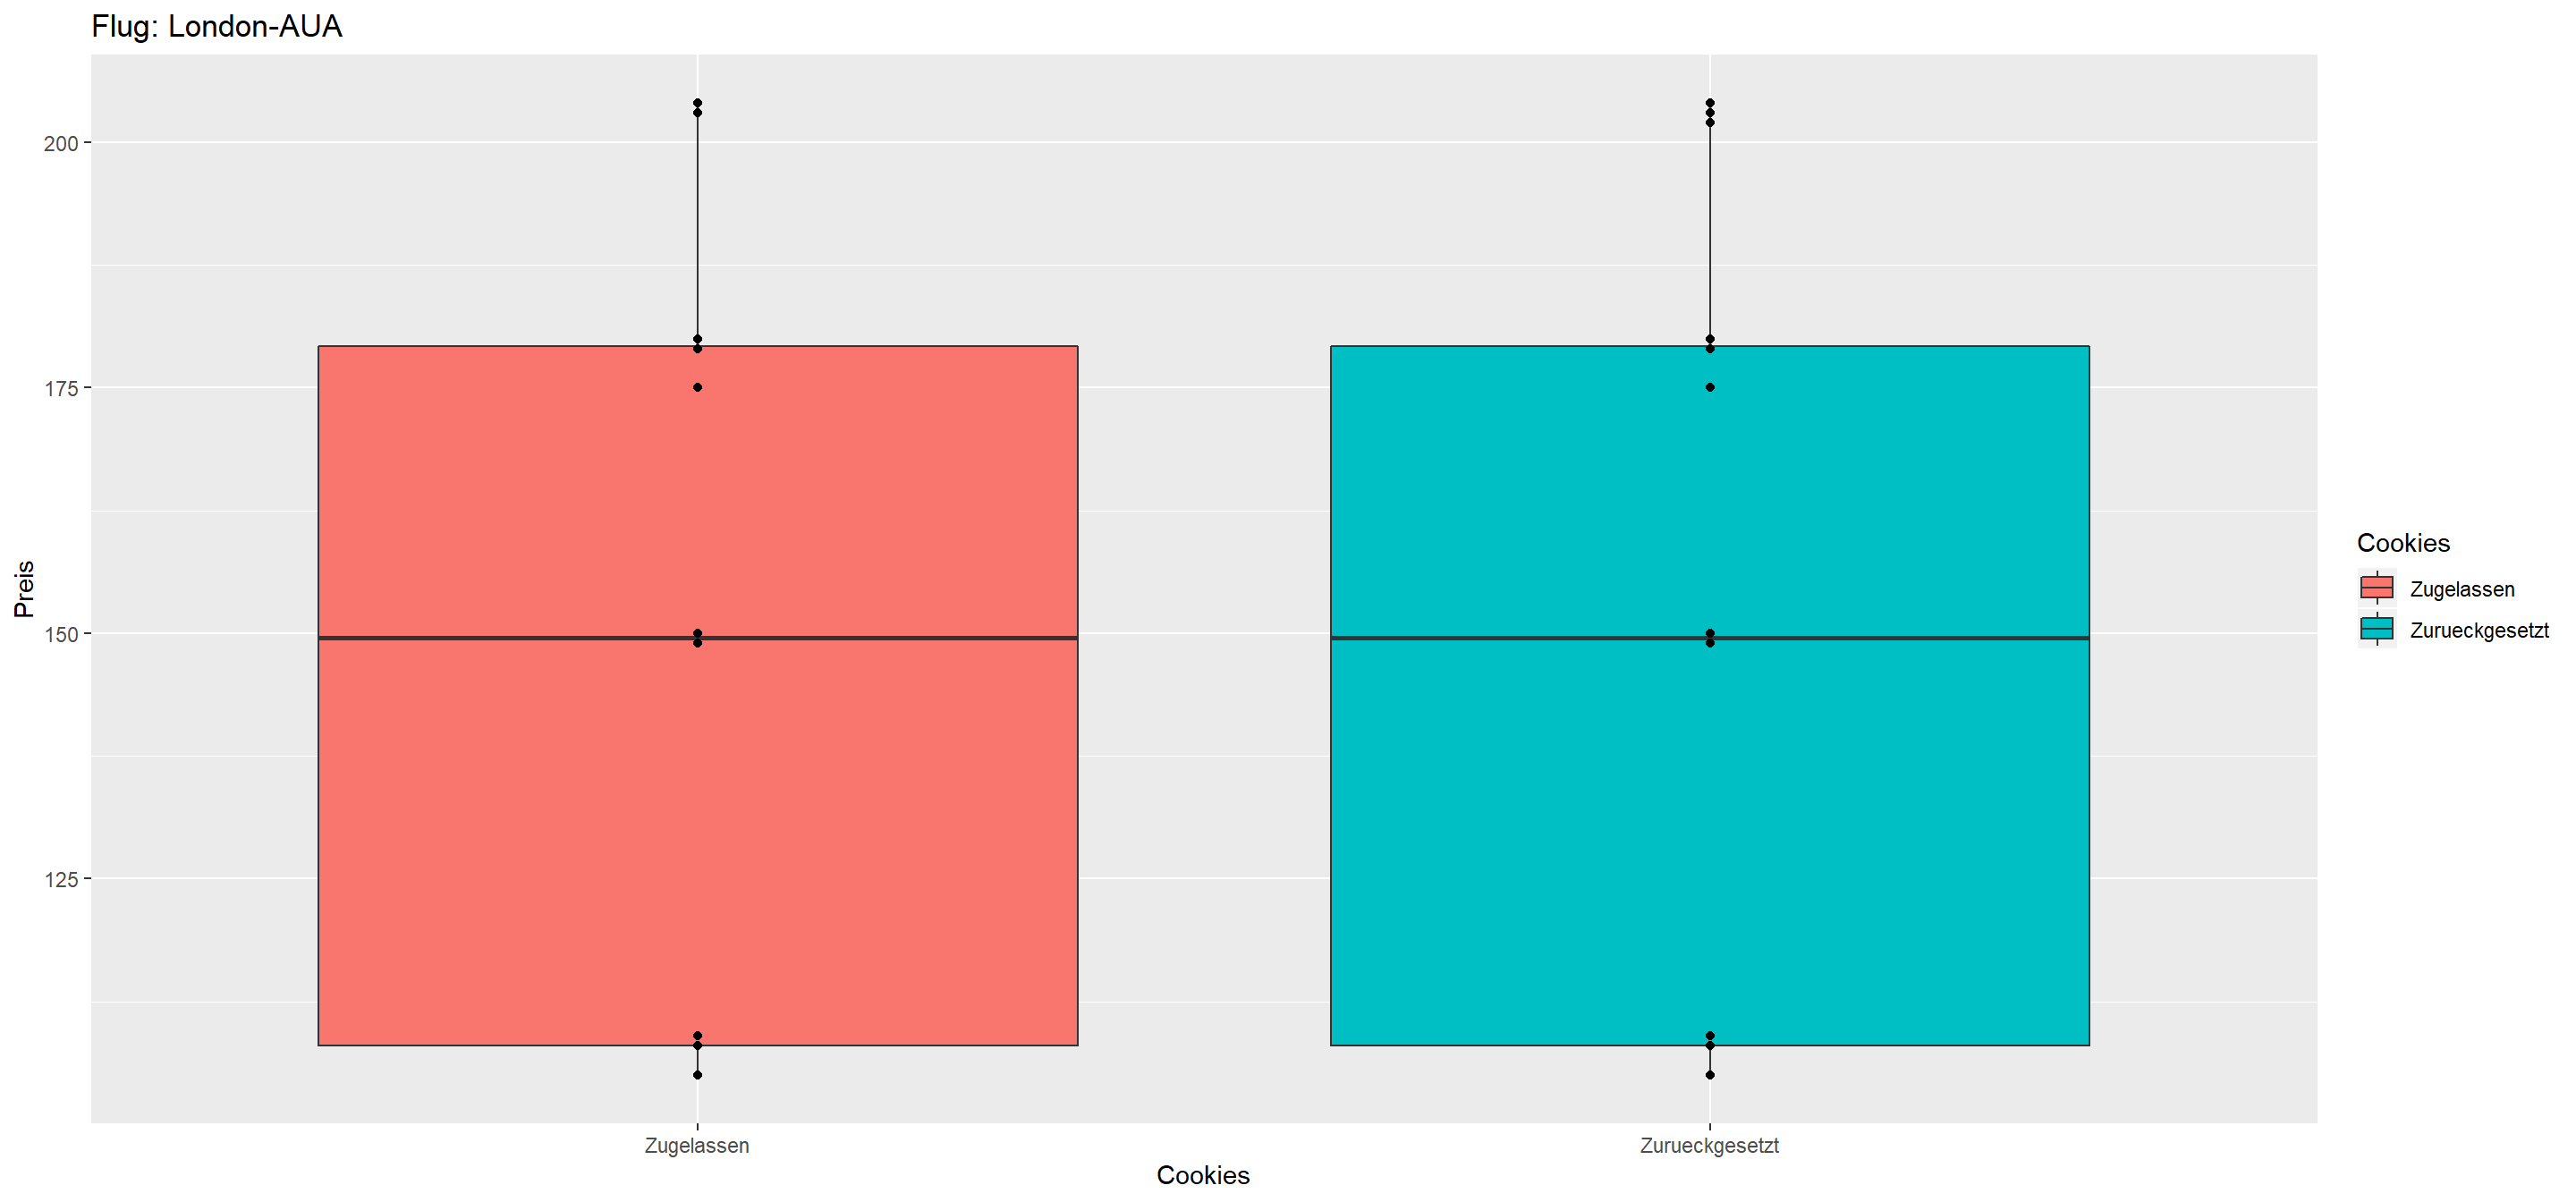 Flug: London-AUA
200
175
150
125
Preis
Zugelassen
Zurueckgesetzt
Cookies
Cookies
Zugelassen
Zurueckgesetzt